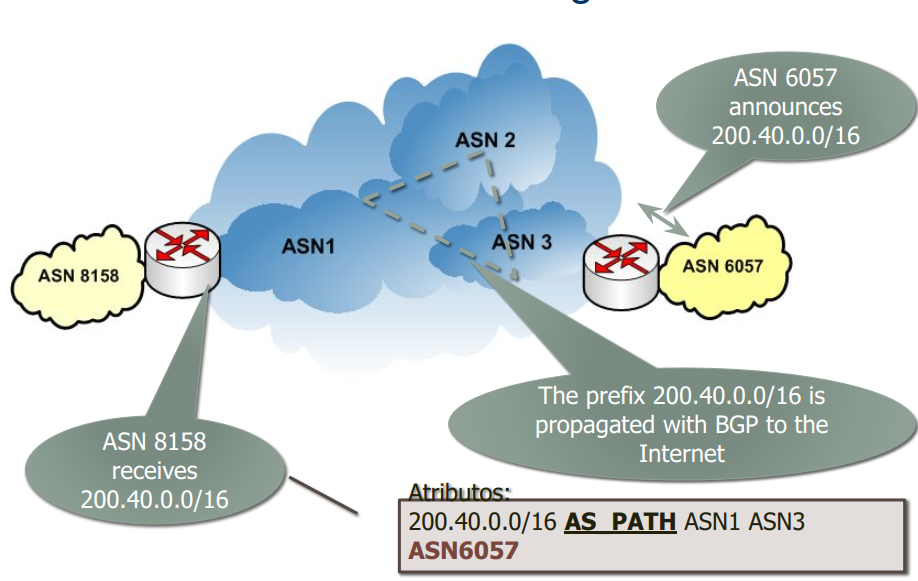 ASN 6057
announces
200.40.0.0/16
ASN 2
ASN1
ASN 3
ASN 8158
ASN 6057
The prefix 200.40.0.0/16 is
propagated with BGP to the
Internet
ASN 8158
receives
200.40.0.0/16
Atributos:
200.40.0.0/16 AS_PATH ASN1 ASN3
ASN6057